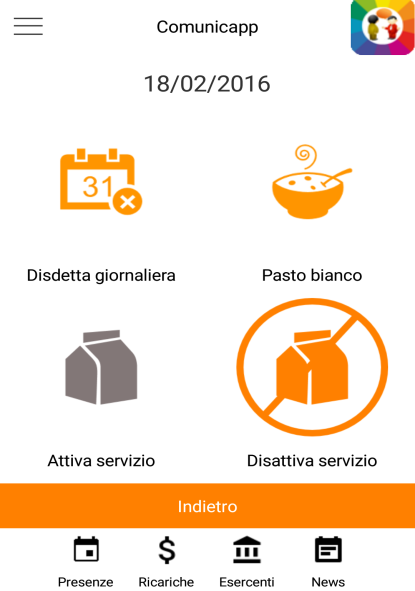 Comunicapp
18/02/2016
31
Disdetta giornaliera
Pasto bianco
Attiva servizio
Disattiva servizio
Indietro
$
Presenze
Ricariche
Esercenti
News